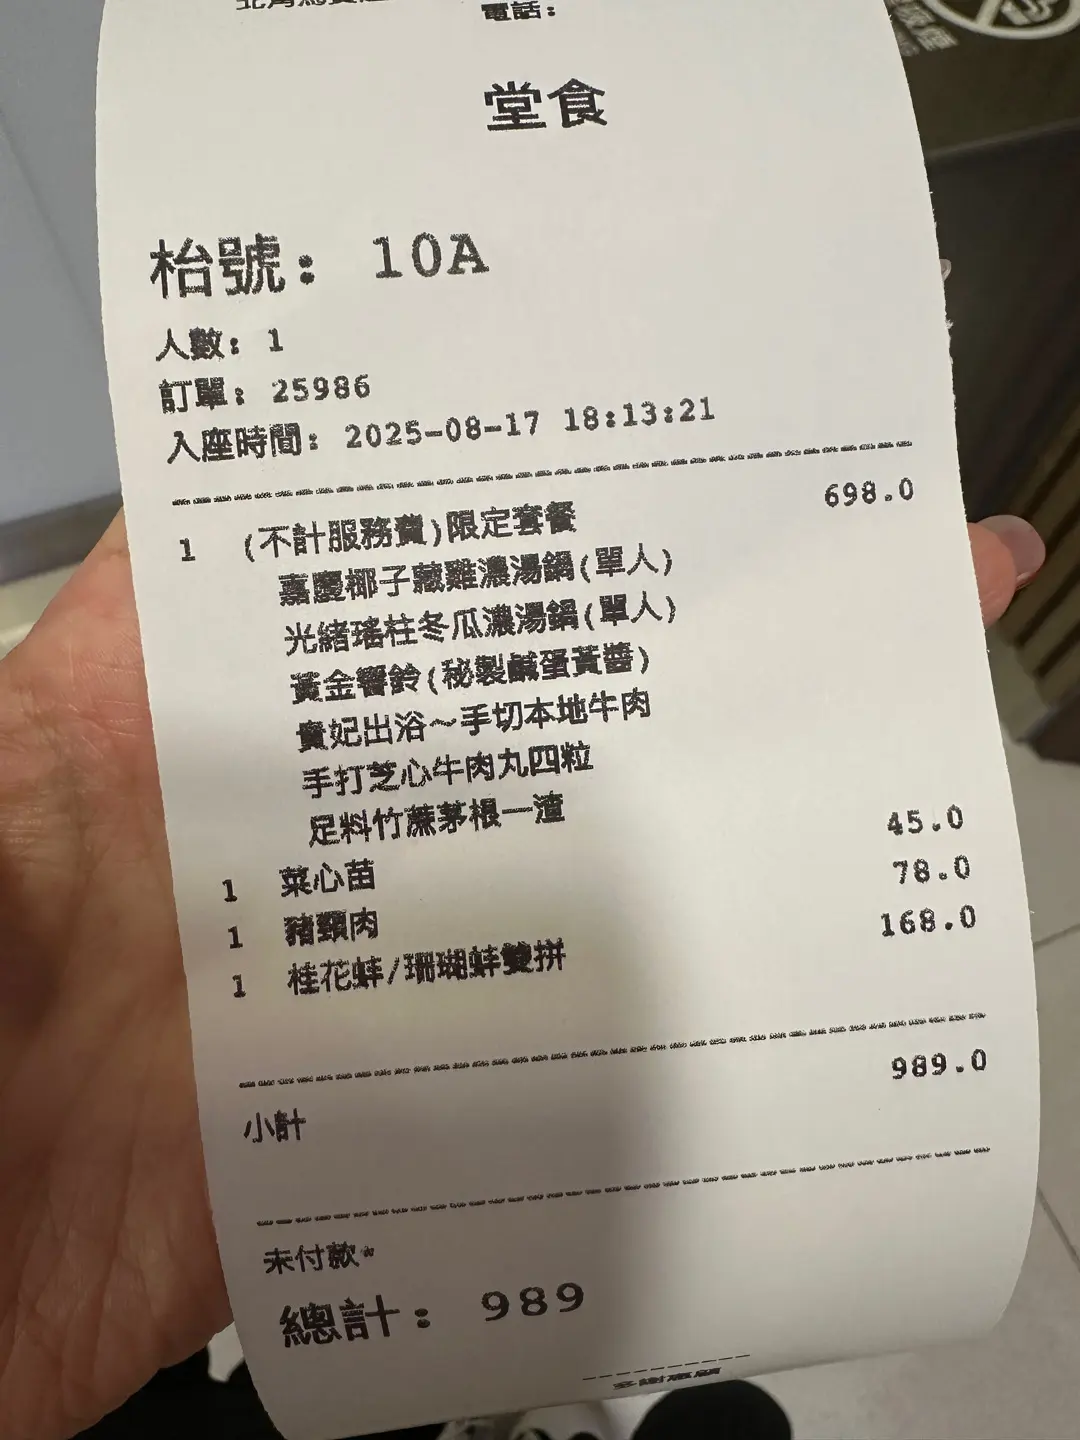 北角
電話:
堂食
枱號: 10A
人數: 1
訂單: 25986
入座時間: 2025-08-17 18:13:21
1 (不計服務費)限定套餐 698.0
嘉慶椰子藏雞濃湯鍋(單人)
光緒瑤柱冬瓜濃湯鍋(單人)
黃金響鈴(秘製鹹蛋黃醬)
貴妃出浴～手切本地牛肉
手打芝心牛肉丸四粒
足料竹蔗茅根一渣
1 菜心苗 45.0
1 豬頸肉 78.0
1 桂花蚌/珊瑚蚌雙拼 168.0
小計 989.0
未付款。
總計: 989
多謝惠顧